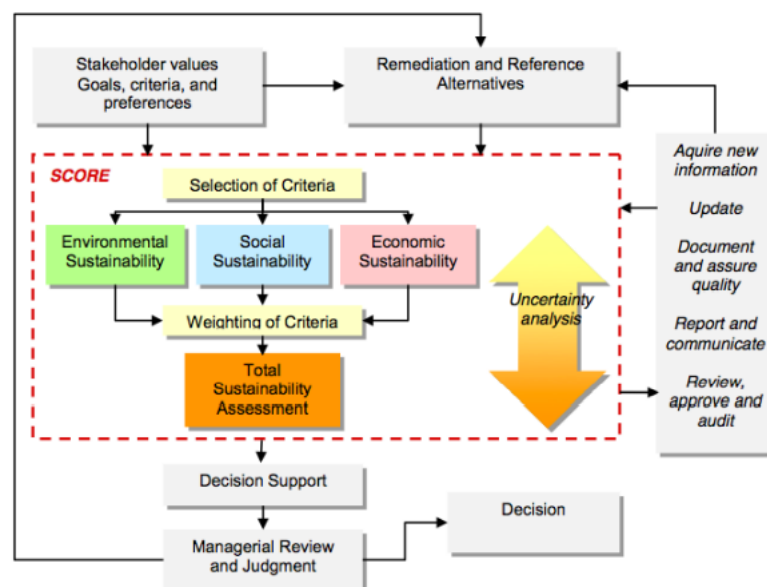 Stakeholder values
Goals, criteria, and
preferences
Remediation and Reference
Alternatives
SCORE
Selection of Criteria
Environmental
Sustainability
Social
Sustainability
Economic
Sustainability
Weighting of Criteria
Total
Sustainability
Assessment
Uncertainty
analysis
Aquire new
information
Update
Document and assure
quality
Report and
communicate
Review,
approve and
audit
Decision Support
Managerial Review
and Judgment
Decision